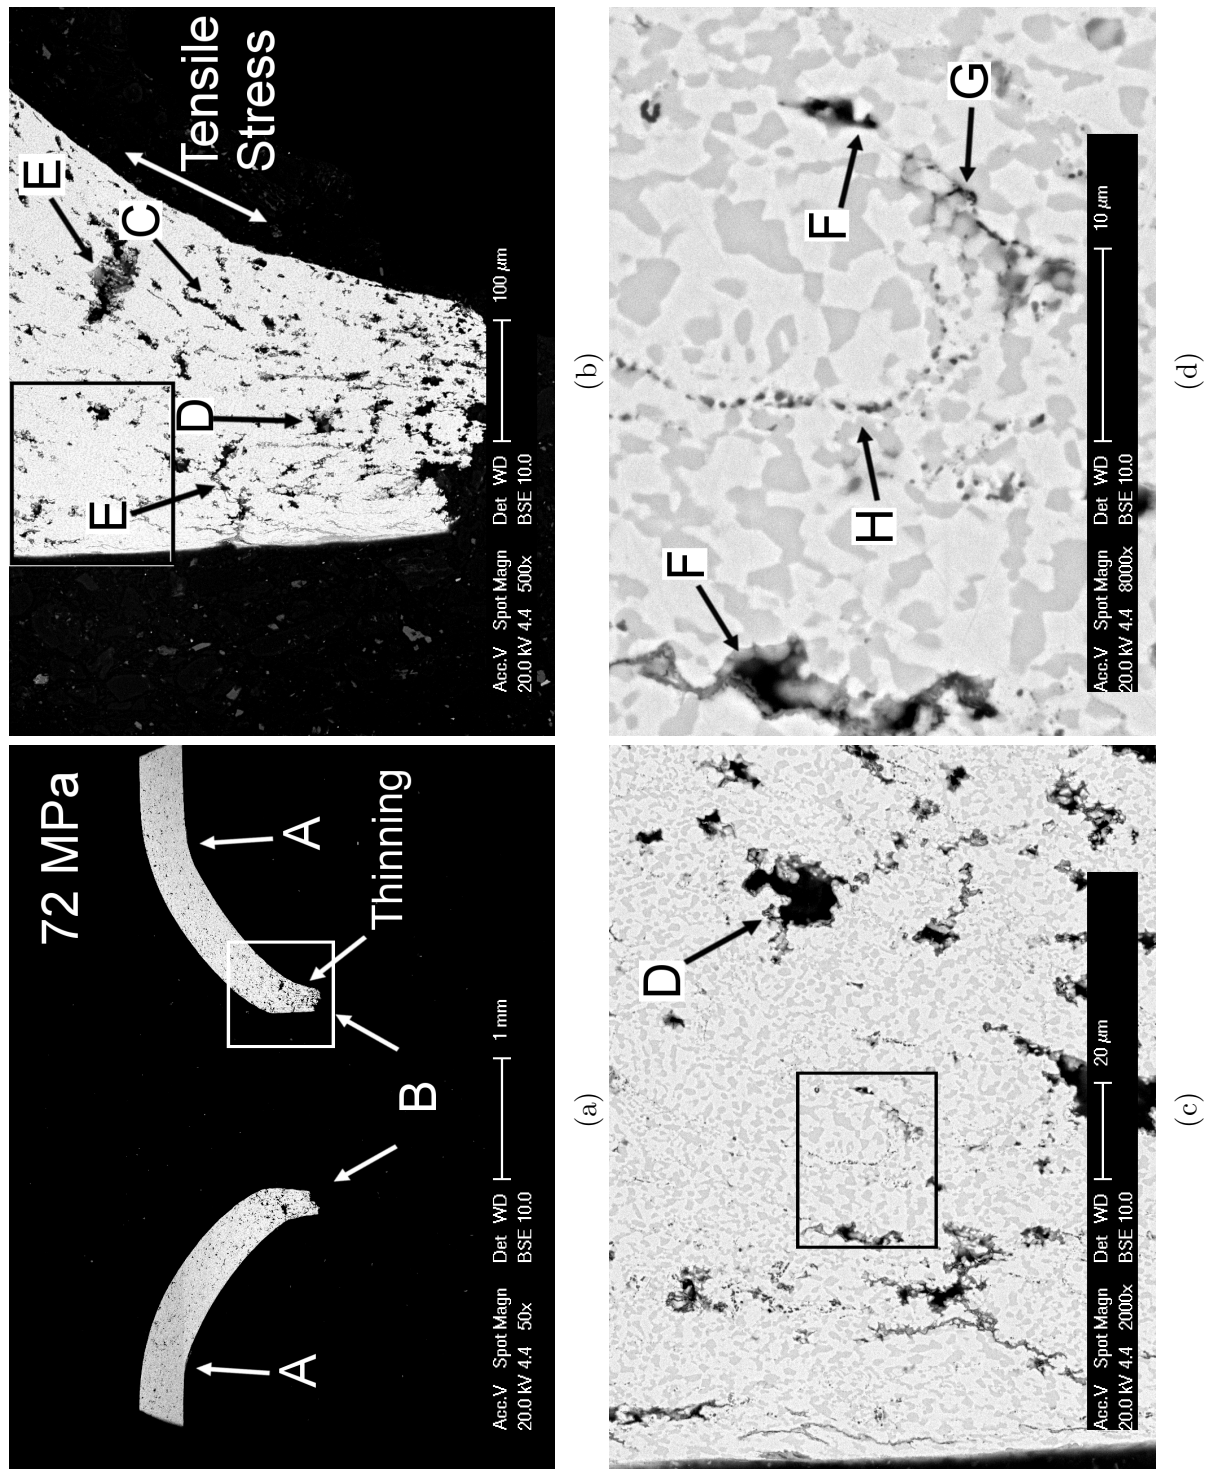 72 MPa
A
Thinning
B
A
Acc.V Spot Magn Det WD
20.0 kV 4.4 50x BSE 10.0
1 mm
(a)
Tensile
Stress
E
C
D
E
Acc.V Spot Magn Det WD
20.0 kV 4.4 500x BSE 10.0
100 µm
(b)
D
Acc.V Spot Magn Det WD
20.0 kV 4.4 2000x BSE 10.0
20 µm
(c)
G
F
H
F
Acc.V Spot Magn Det WD
20.0 kV 4.4 8000x BSE 10.0
10 µm
(d)